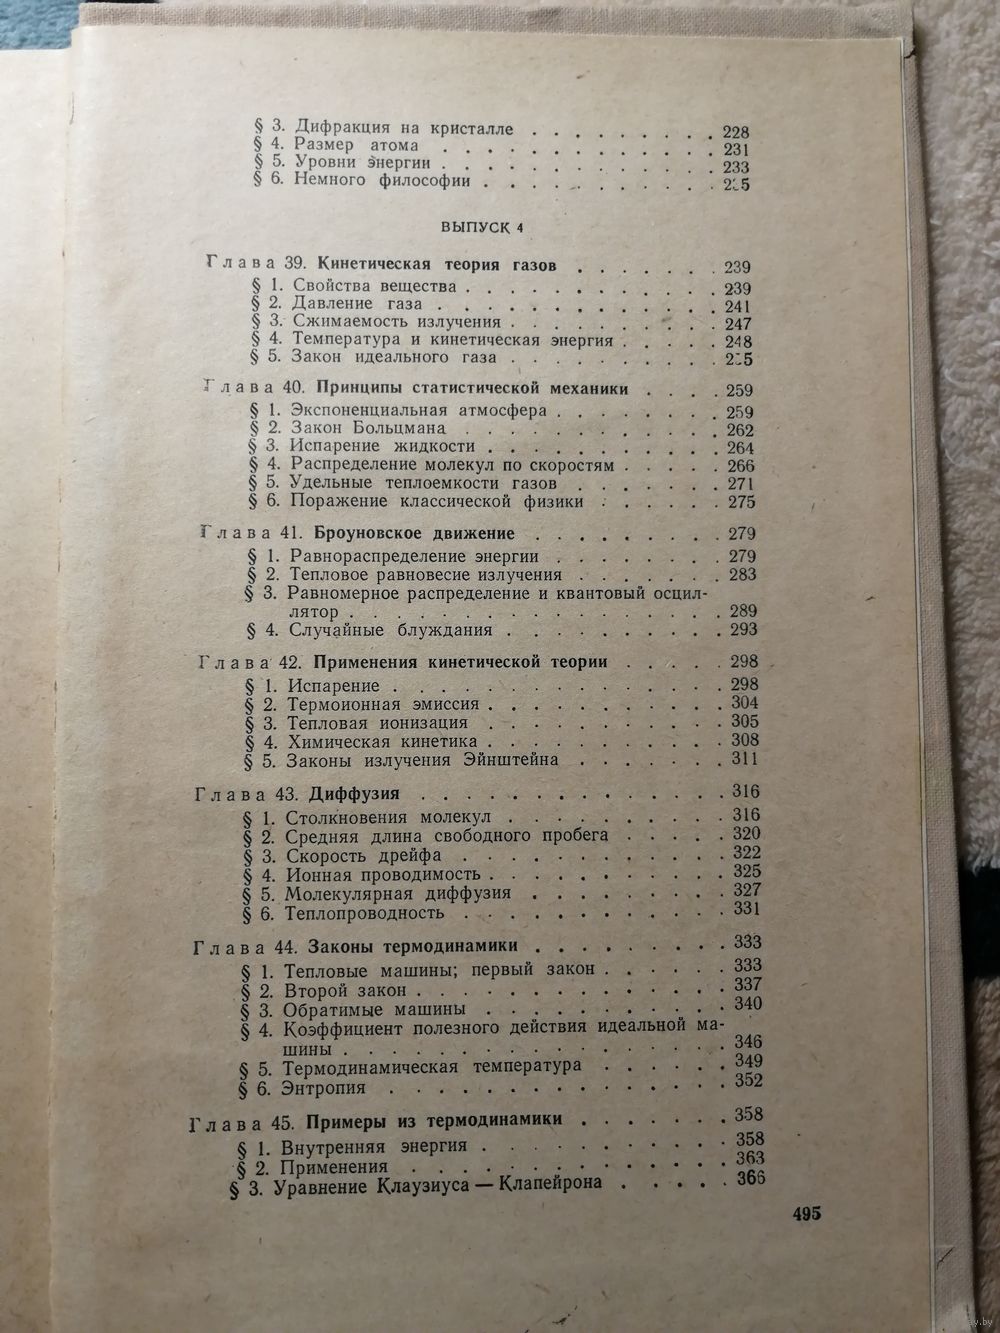 § 3. Дифракция на кристалле . . . . . . . . . 228
§ 4. Размер атома . . . . . . . . . . . . 231
§ 5. Уровни энергии . . . . . . . . . . . . 233
§ 6. Немного философии . . . . . . . . . . .
ВЫПУСК 4
Глава 39. Кинетическая теория газов . . . . . . . 239
§ 1. Свойства вещества . . . . . . . . . . . . 239
§ 2. Давление газа . . . . . . . . . . . . . 241
§ 3. Сжимаемость излучения . . . . . . . . . . 247
§ 4. Температура и кинетическая энергия . . . . . 248
§ 5. Закон идеального газа . . . . . . . . . .
Глава 40. Принципы статистической механики . . . . 259
§ 1. Экспоненциальная атмосфера . . . . . . . . 259
§ 2. Закон Больцмана . . . . . . . . . . . . 262
§ 3. Испарение жидкости . . . . . . . . . . . 264
§ 4. Распределение молекул по скоростям . . . . . 266
§ 5. Удельные теплоемкости газов . . . . . . . 271
§ 6. Поражение классической физики . . . . . . 275
Глава 41. Броуновское движение . . . . . . . . . 279
§ 1. Равнораспределение энергии . . . . . . . . 279
§ 2. Тепловое равновесие излучения . . . . . . . 283
§ 3. Равномерное распределение и квантовый осцил-
лятор . . . . . . . . . . . . . . . . . 289
§ 4. Случайные блуждания . . . . . . . . . . 293
Глава 42. Применения кинетической теории . . . . . 298
§ 1. Испарение . . . . . . . . . . . . . . . 298
§ 2. Термоионная эмиссия . . . . . . . . . . . 304
§ 3. Тепловая ионизация . . . . . . . . . . . 305
§ 4. Химическая кинетика . . . . . . . . . . . 308
§ 5. Законы излучения Эйнштейна . . . . . . . 311
Глава 43. Диффузия . . . . . . . . . . . . . . 316
§ 1. Столкновения молекул . . . . . . . . . . 316
§ 2. Средняя длина свободного пробега . . . . . 320
§ 3. Скорость дрейфа . . . . . . . . . . . . 322
§ 4. Ионная проводимость . . . . . . . . . . . 325
§ 5. Молекулярная диффузия . . . . . . . . . 327
§ 6. Теплопроводность . . . . . . . . . . . . 331
Глава 44. Законы термодинамики . . . . . . . . . 333
§ 1. Тепловые машины; первый закон . . . . . . 333
§ 2. Второй закон . . . . . . . . . . . . . . 337
§ 3. Обратимые машины . . . . . . . . . . . 340
§ 4. Коэффициент полезного действия идеальной ма-
шины . . . . . . . . . . . . . . . . . 346
§ 5. Термодинамическая температура . . . . . . 349
§ 6. Энтропия . . . . . . . . . . . . . . . 352
Глава 45. Примеры из термодинамики . . . . . . . 358
§ 1. Внутренняя энергия . . . . . . . . . . . 358
§ 2. Применения . . . . . . . . . . . . . . 363
§ 3. Уравнение Клаузиуса — Клапейрона . . . . . 366
495